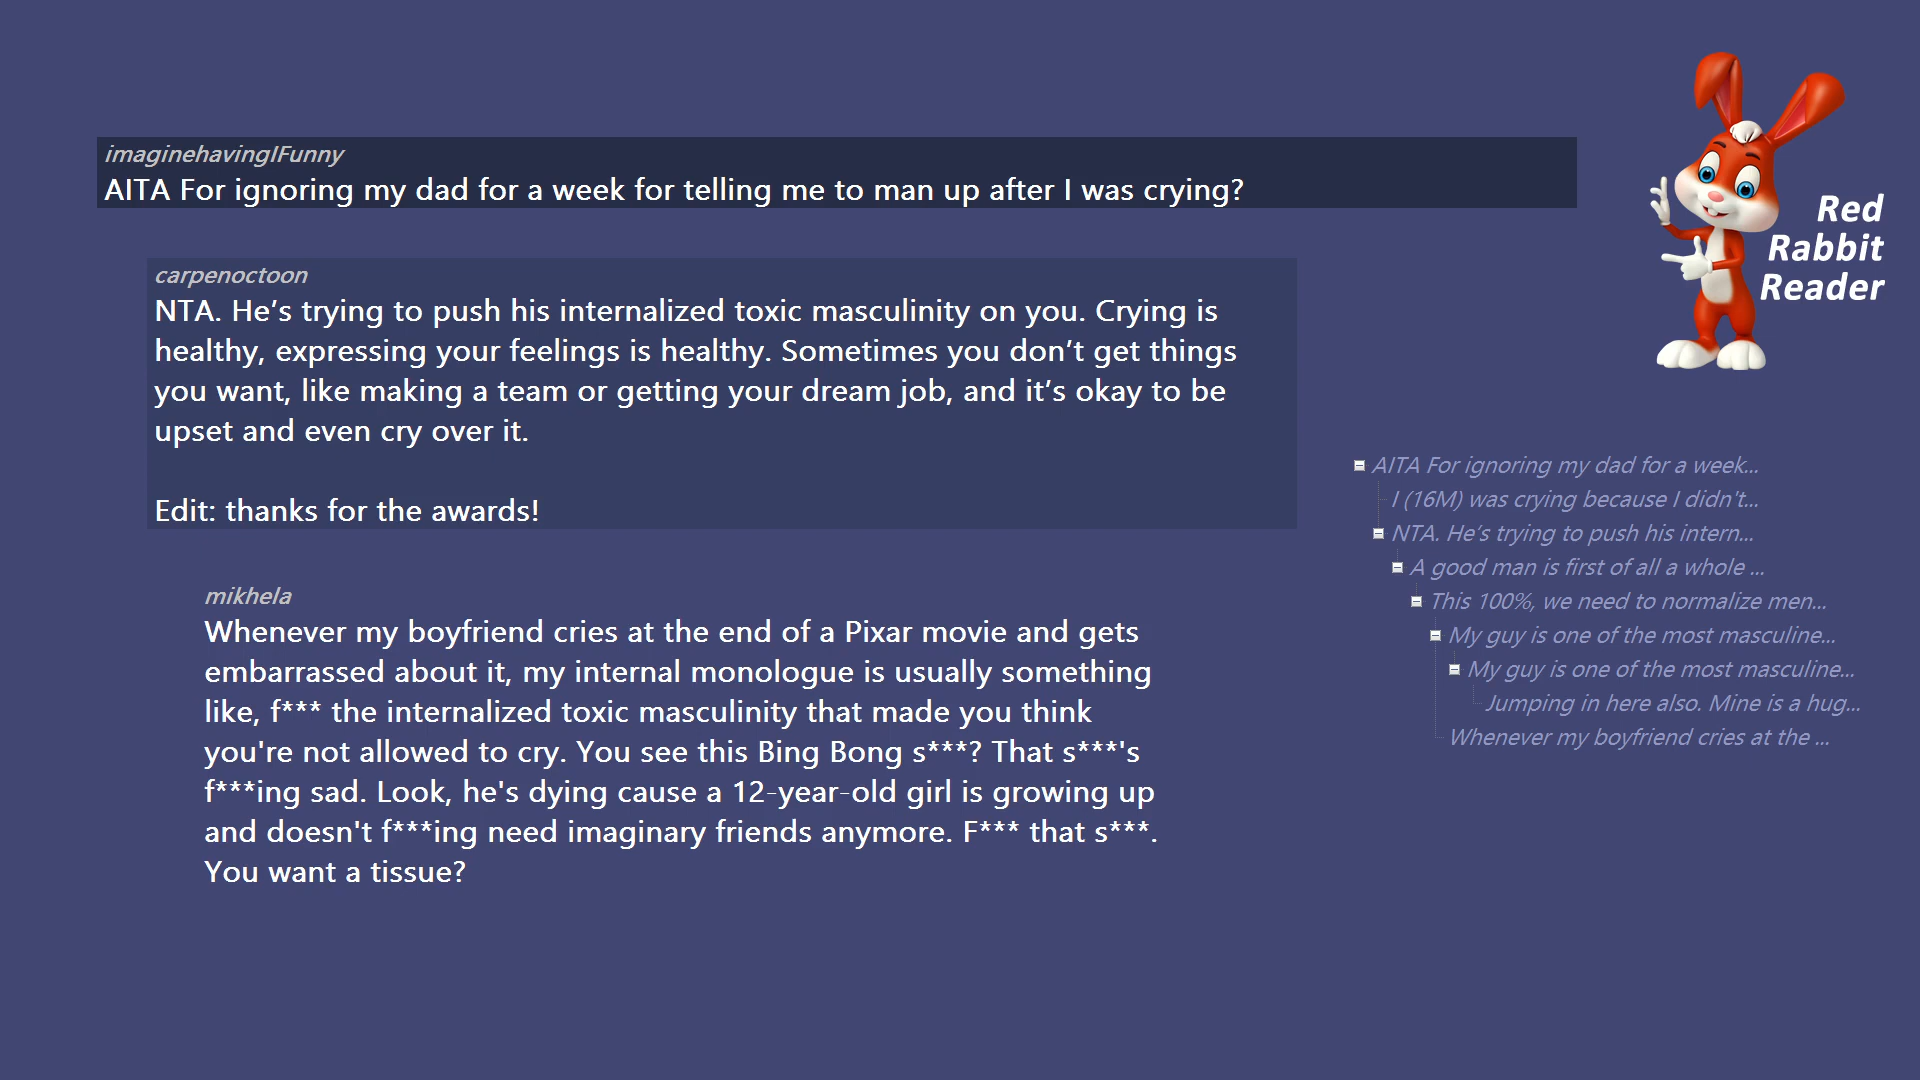 imaginehavingIFunny
AITA For ignoring my dad for a week for telling me to man up after I was crying?
carpenoctoon
NTA. He’s trying to push his internalized toxic masculinity on you. Crying is
healthy, expressing your feelings is healthy. Sometimes you don’t get things
you want, like making a team or getting your dream job, and it’s okay to be
upset and even cry over it.
Edit: thanks for the awards!
mikhela
Whenever my boyfriend cries at the end of a Pixar movie and gets
embarrassed about it, my internal monologue is usually something
like, f*** the internalized toxic masculinity that made you think
you're not allowed to cry. You see this Bing Bong s***? That s***'s
f***ing sad. Look, he's dying cause a 12-year-old girl is growing up
and doesn't f***ing need imaginary friends anymore. F*** that s***.
You want a tissue?
Red
Rabbit
Reader
AITA For ignoring my dad for a week...
I (16M) was crying because I didn't...
NTA. He’s trying to push his intern...
A good man is first of all a whole ...
This 100%, we need to normalize men...
My guy is one of the most masculine...
My guy is one of the most masculine...
Jumping in here also. Mine is a hug...
Whenever my boyfriend cries at the ...